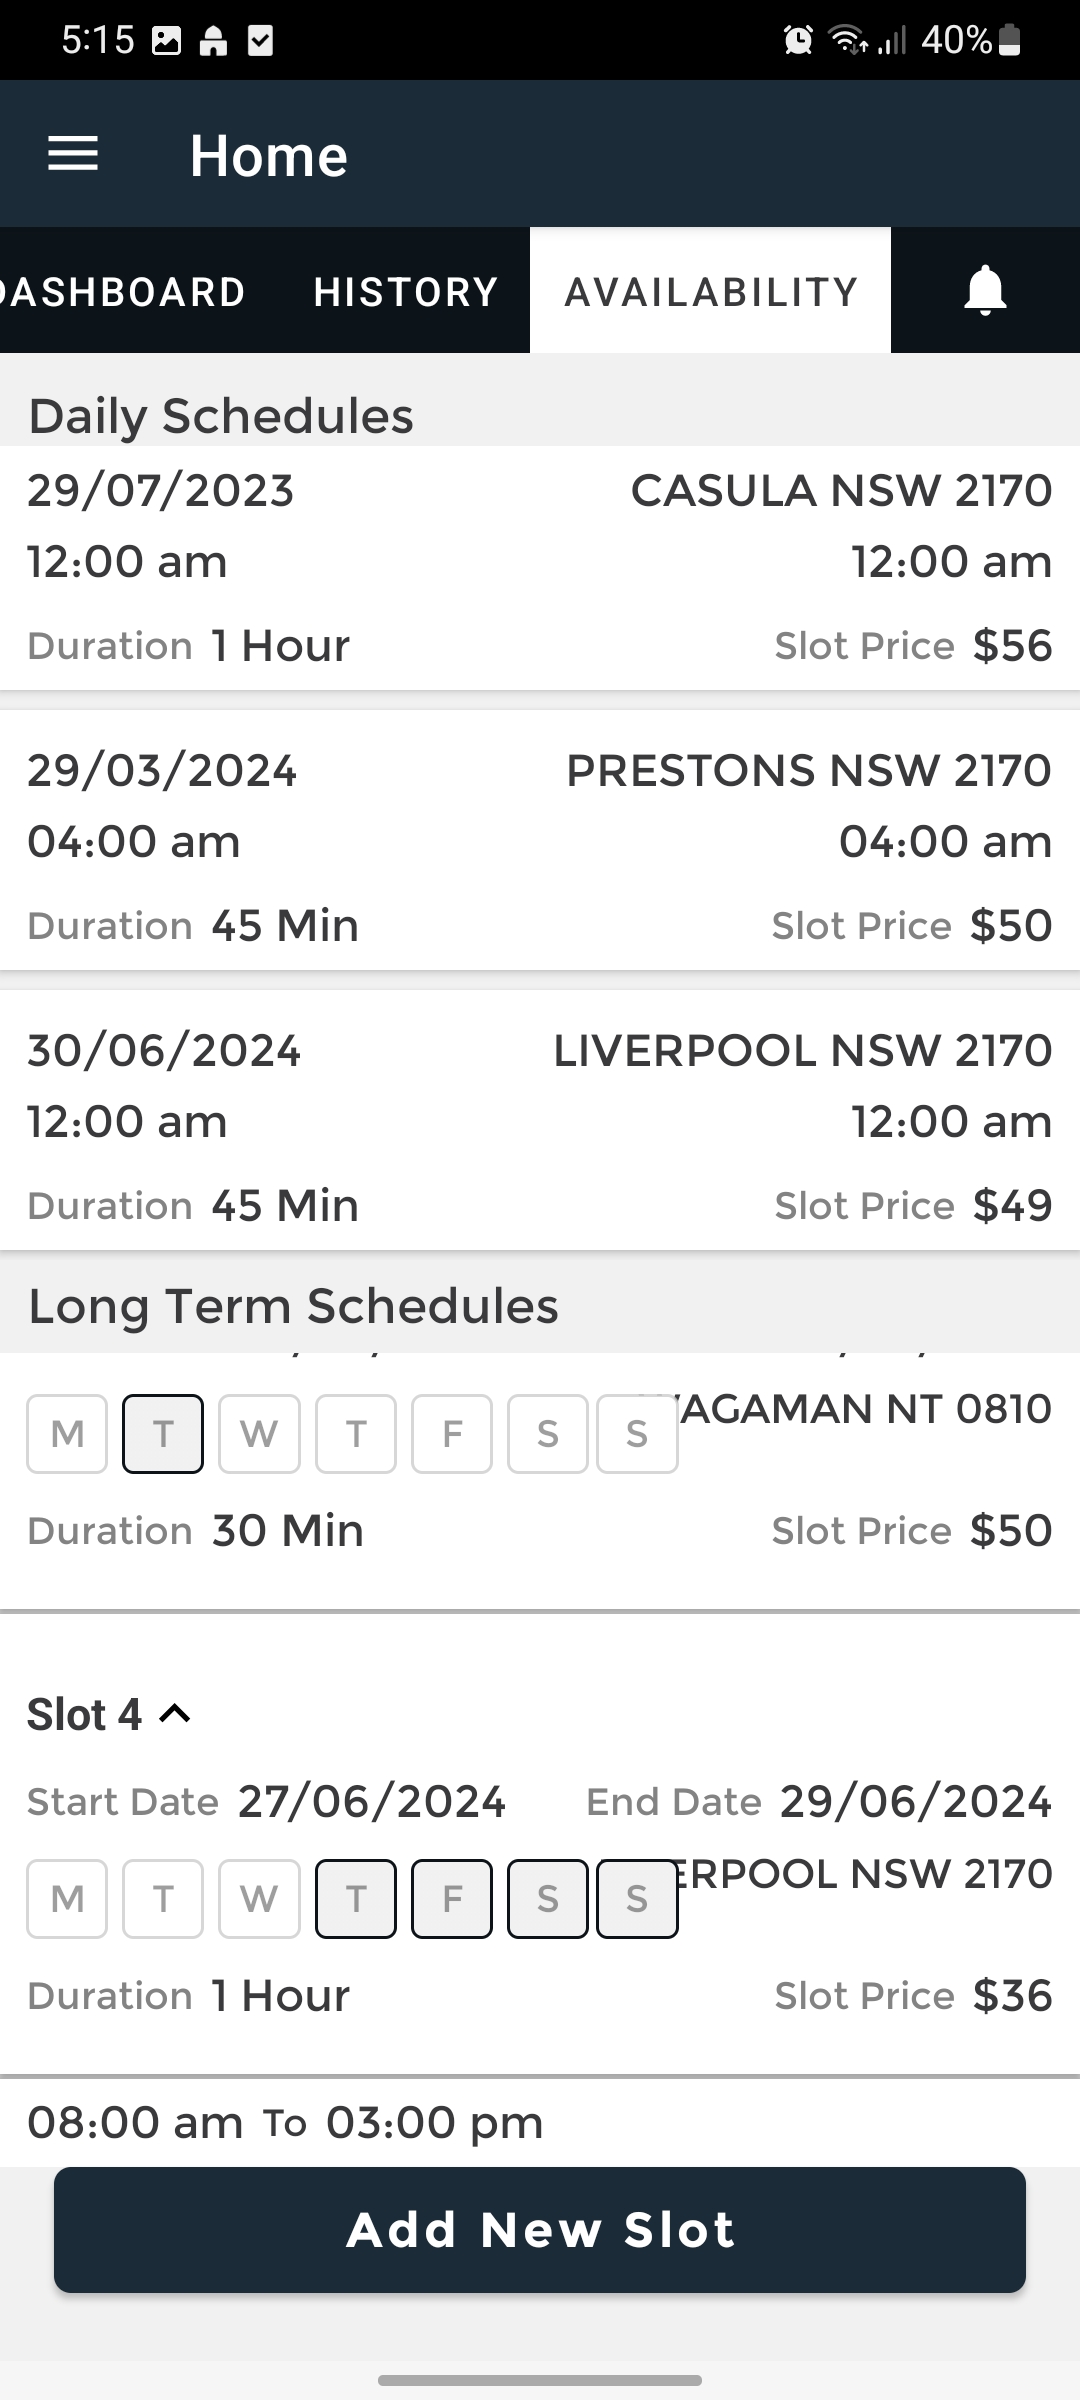 5:15 40%
Home
DASHBOARD HISTORY AVAILABILITY
Daily Schedules
29/07/2023 CASULA NSW 2170
12:00 am 12:00 am
Duration 1 Hour Slot Price $56
29/03/2024 PRESTONS NSW 2170
04:00 am 04:00 am
Duration 45 Min Slot Price $50
30/06/2024 LIVERPOOL NSW 2170
12:00 am 12:00 am
Duration 45 Min Slot Price $49
Long Term Schedules
M T W T F S S AGAMAN NT 0810
Duration 30 Min Slot Price $50
Slot 4
Start Date 27/06/2024 End Date 29/06/2024
M T W T F S S ERPOOL NSW 2170
Duration 1 Hour Slot Price $36
08:00 am To 03:00 pm
Add New Slot